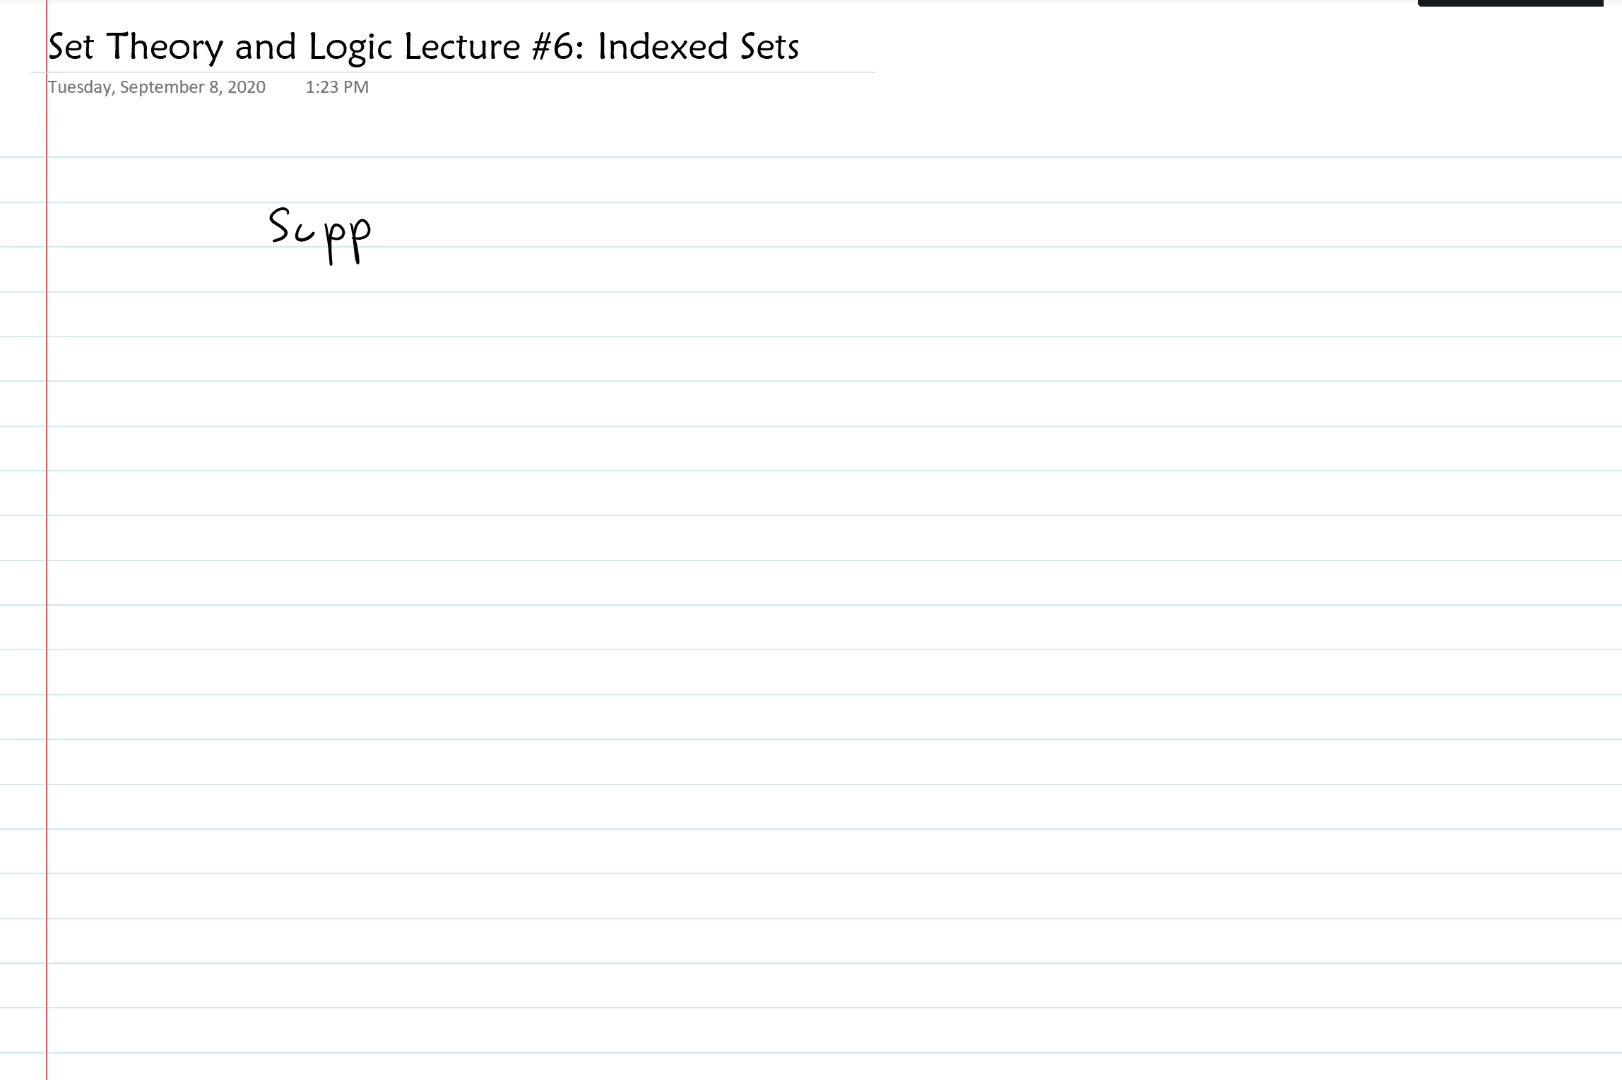 Set Theory and Logic Lecture #6: Indexed Sets
Tuesday, September 8, 2020 1:23 PM
Supp